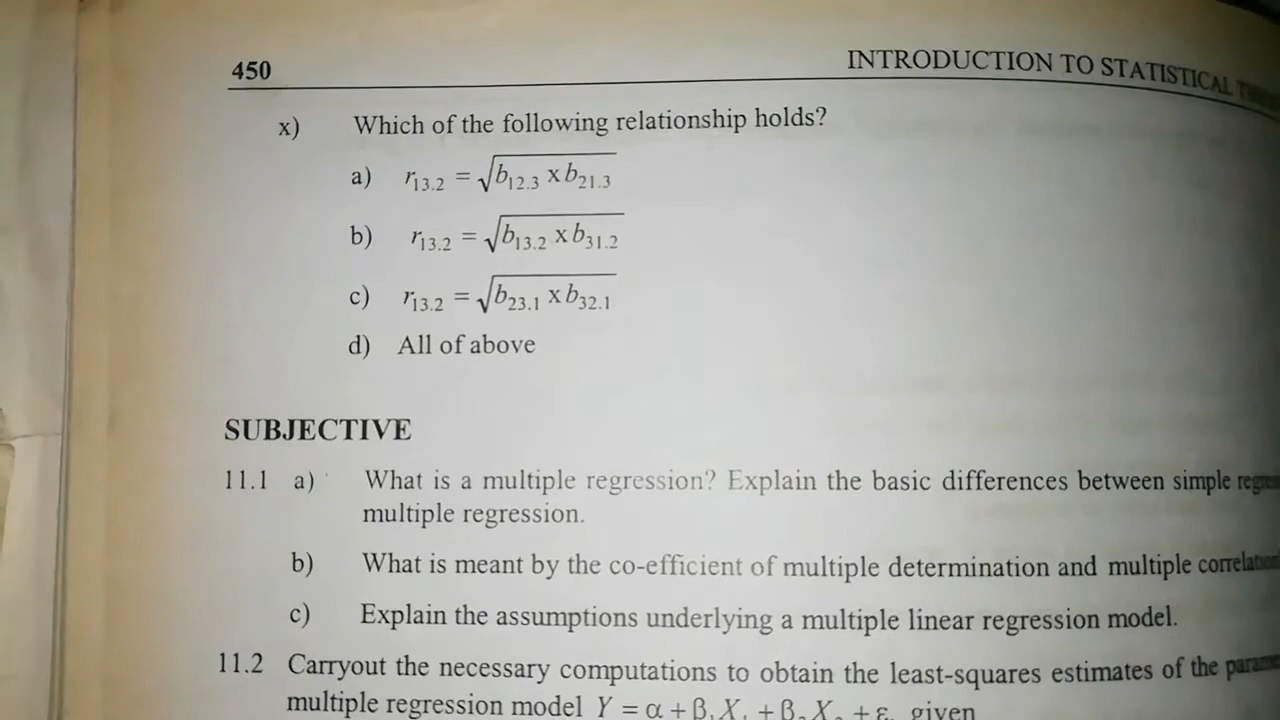 450
INTRODUCTION TO STATISTICAL
x) Which of the following relationship holds?
a) r₁₃.₂ = √(b₁₂.₃ x b₂₁.₃)
b) r₁₃.₂ = √(b₁₃.₂ x b₃₁.₂)
c) r₁₃.₂ = √(b₂₃.₁ x b₃₂.₁)
d) All of above
SUBJECTIVE
11.1 a) What is a multiple regression? Explain the basic differences between simple
multiple regression.
b) What is meant by the co-efficient of multiple determination and multiple correlation
c) Explain the assumptions underlying a multiple linear regression model.
11.2 Carryout the necessary computations to obtain the least-squares estimates of the
multiple regression model Y = α + β₁X₁ + β₂X₂ + ε, given